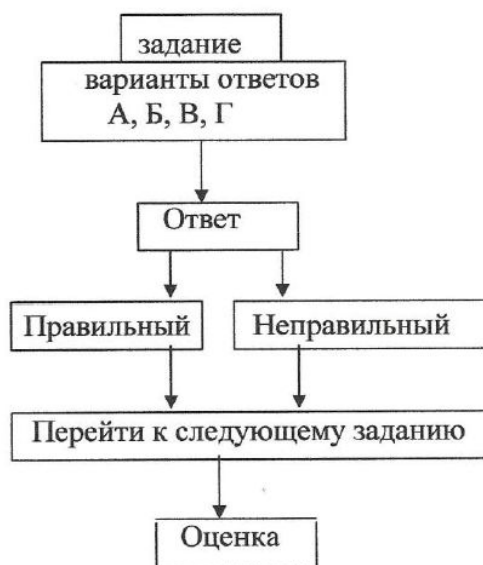 задание
варианты ответов
А, Б, В, Г
Ответ
Правильный
Неправильный
Перейти к следующему заданию
Оценка